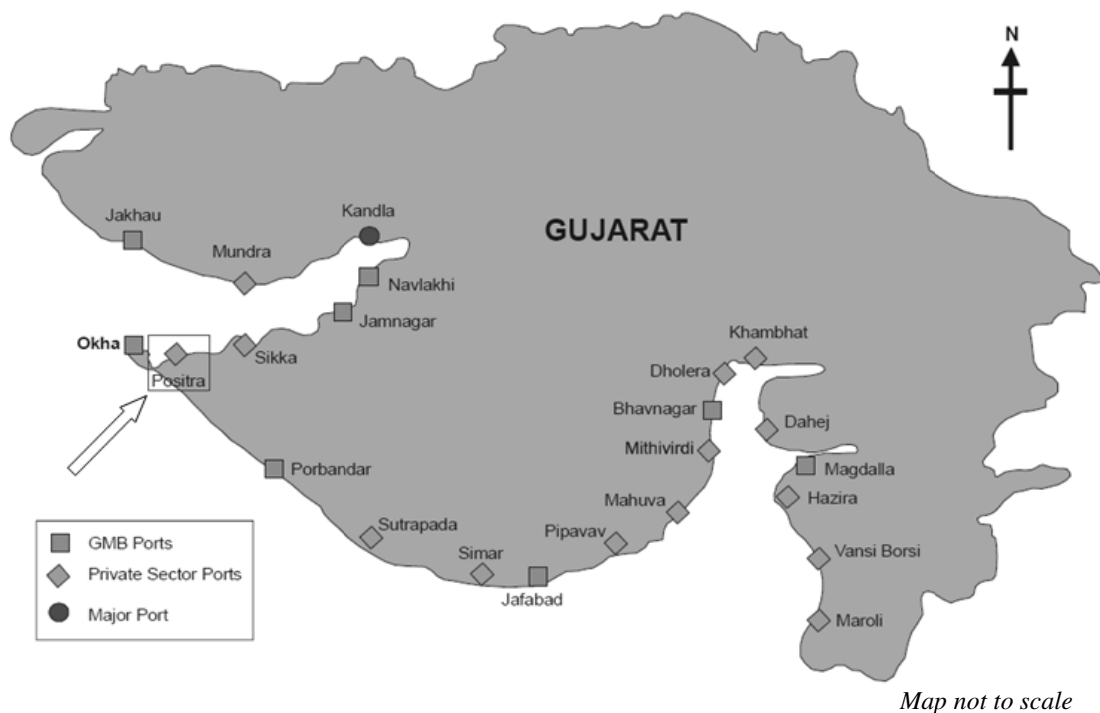 N
Jakhau
Kandla
GUJARAT
Mundra
Navlakhi
Jamnagar
Okha
Sikka
Positra
Khambhat
Dholera
Bhavnagar
Dahej
Mithivirdi
Magdalla
Porbandar
Hazira
Mahuva
Sutrapada
Pipavav
Simar
Vansi Borsi
Jafabad
Maroli
GMB Ports
Private Sector Ports
Major Port
Map not to scale